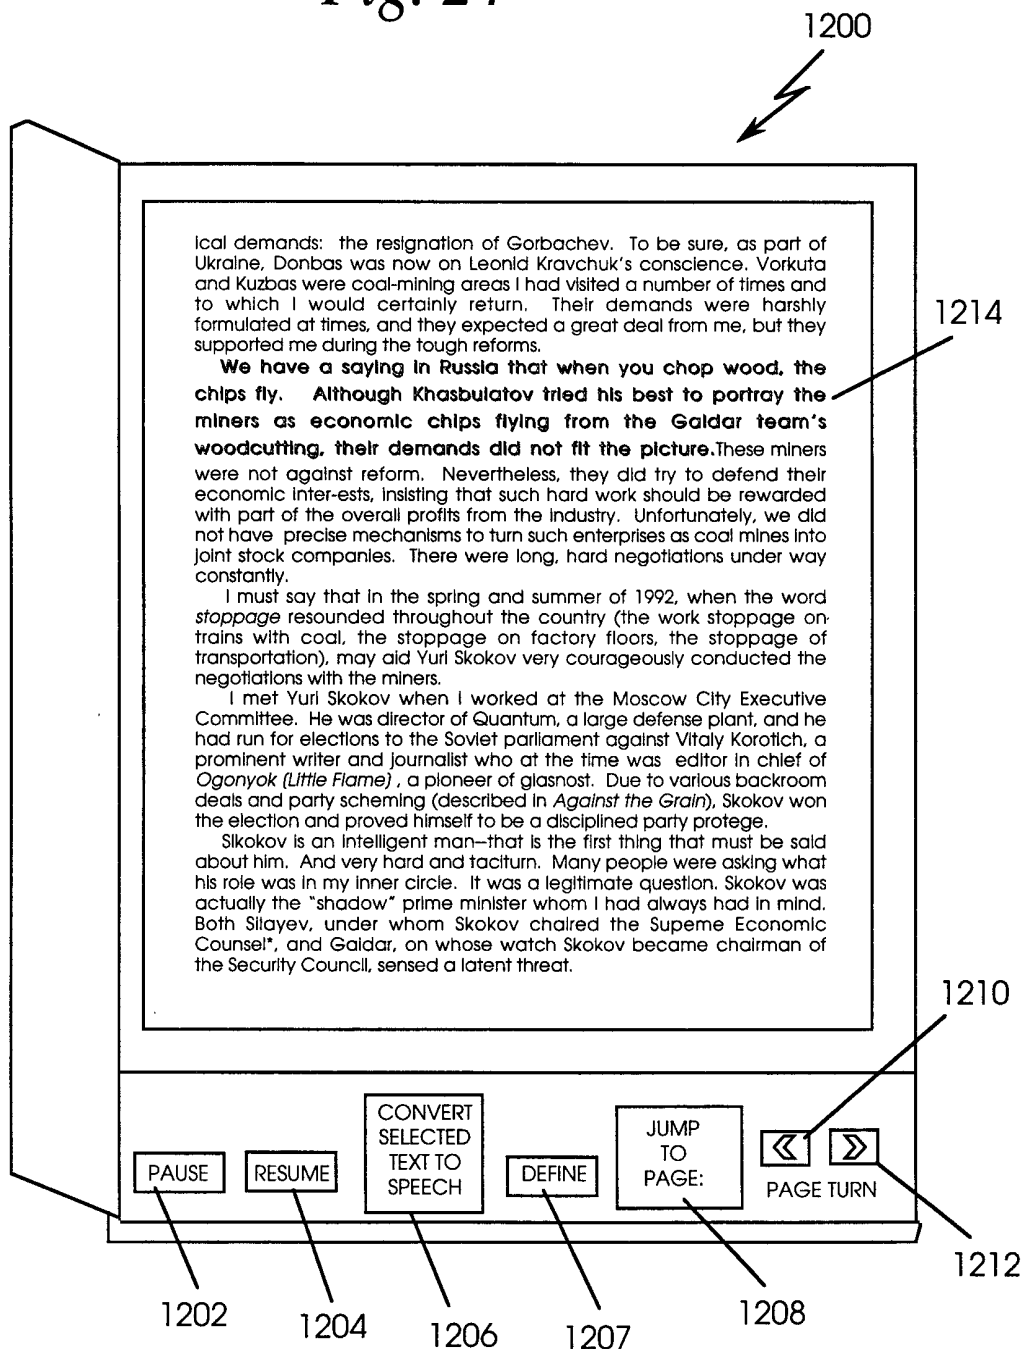 1200
ical demands: the resignation of Gorbachev. To be sure, as part of
Ukraine, Donbas was now on Leonid Kravchuk's conscience. Vorkuta
and Kuzbas were coal-mining areas I had visited a number of times and
to which I would certainly return. Their demands were harshly
formulated at times, and they expected a great deal from me, but they
supported me during the tough reforms.
1214
We have a saying in Russia that when you chop wood, the
chips fly. Although Khasbulatov tried his best to portray the
miners as economic chips flying from the Gaidar team's
woodcutting, their demands did not fit the picture.These miners
were not against reform. Nevertheless, they did try to defend their
economic inter-ests, insisting that such hard work should be rewarded
with part of the overall profits from the industry. Unfortunately, we did
not have precise mechanisms to turn such enterprises as coal mines into
joint stock companies. There were long, hard negotiations under way
constantly.
I must say that in the spring and summer of 1992, when the word
stoppage resounded throughout the country (the work stoppage on
trains with coal, the stoppage on factory floors, the stoppage of
transportation), may aid Yuri Skokov very courageously conducted the
negotiations with the miners.
I met Yuri Skokov when I worked at the Moscow City Executive
Committee. He was director of Quantum, a large defense plant, and he
had run for elections to the Soviet parliament against Vitaly Korotich, a
prominent writer and journalist who at the time was editor in chief of
Ogonyok (Little Flame) , a pioneer of glasnost. Due to various backroom
deals and party scheming (described in Against the Grain), Skokov won
the election and proved himself to be a disciplined party protege.
Sikokov is an intelligent man—that is the first thing that must be said
about him. And very hard and taciturn. Many people were asking what
his role was in my inner circle. It was a legitimate question. Skokov was
actually the "shadow" prime minister whom I had always had in mind.
Both Silayev, under whom Skokov chaired the Supeme Economic
Counsel*, and Gaidar, on whose watch Skokov became chairman of
the Security Council, sensed a latent threat.
1210
PAUSE
RESUME
CONVERT
SELECTED
TEXT TO
SPEECH
DEFINE
JUMP
TO
PAGE:
PAGE TURN
1212
1202
1204
1206
1207
1208